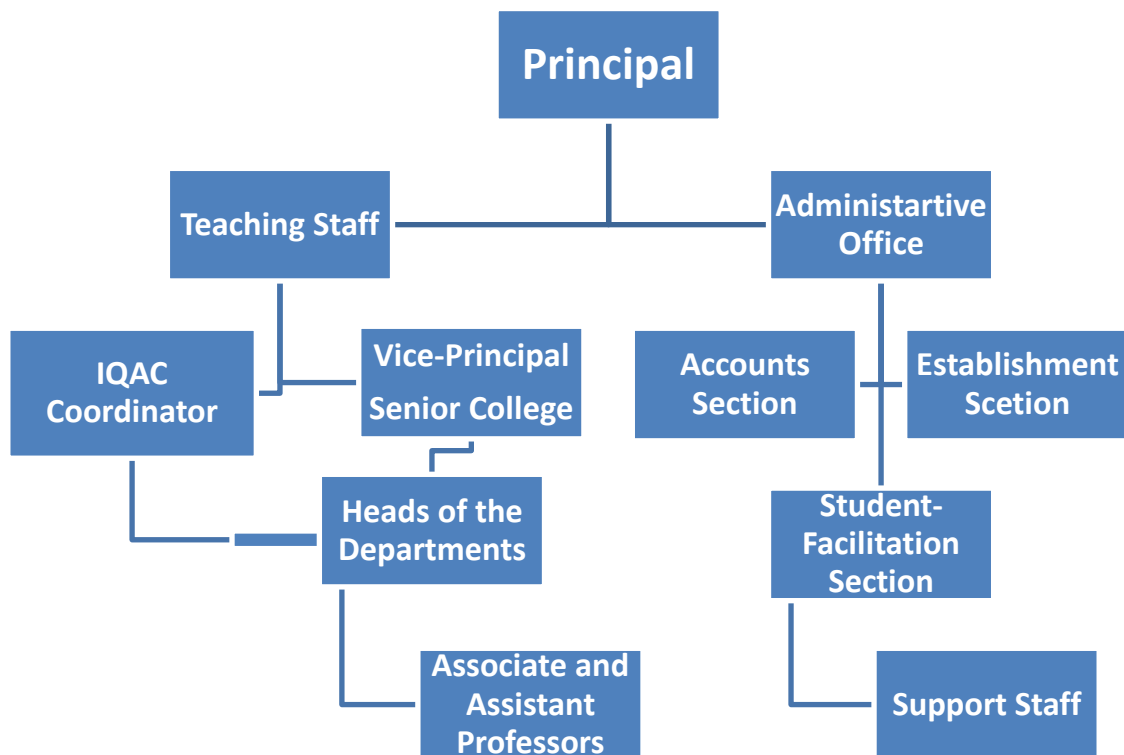 Principal
Teaching Staff
Administartive
Office
IQAC
Coordinator
Vice-Principal
Senior College
Accounts
Section
Establishment
Scetion
Heads of the
Departments
Student-
Facilitation
Section
Associate and
Assistant
Professors
Support Staff